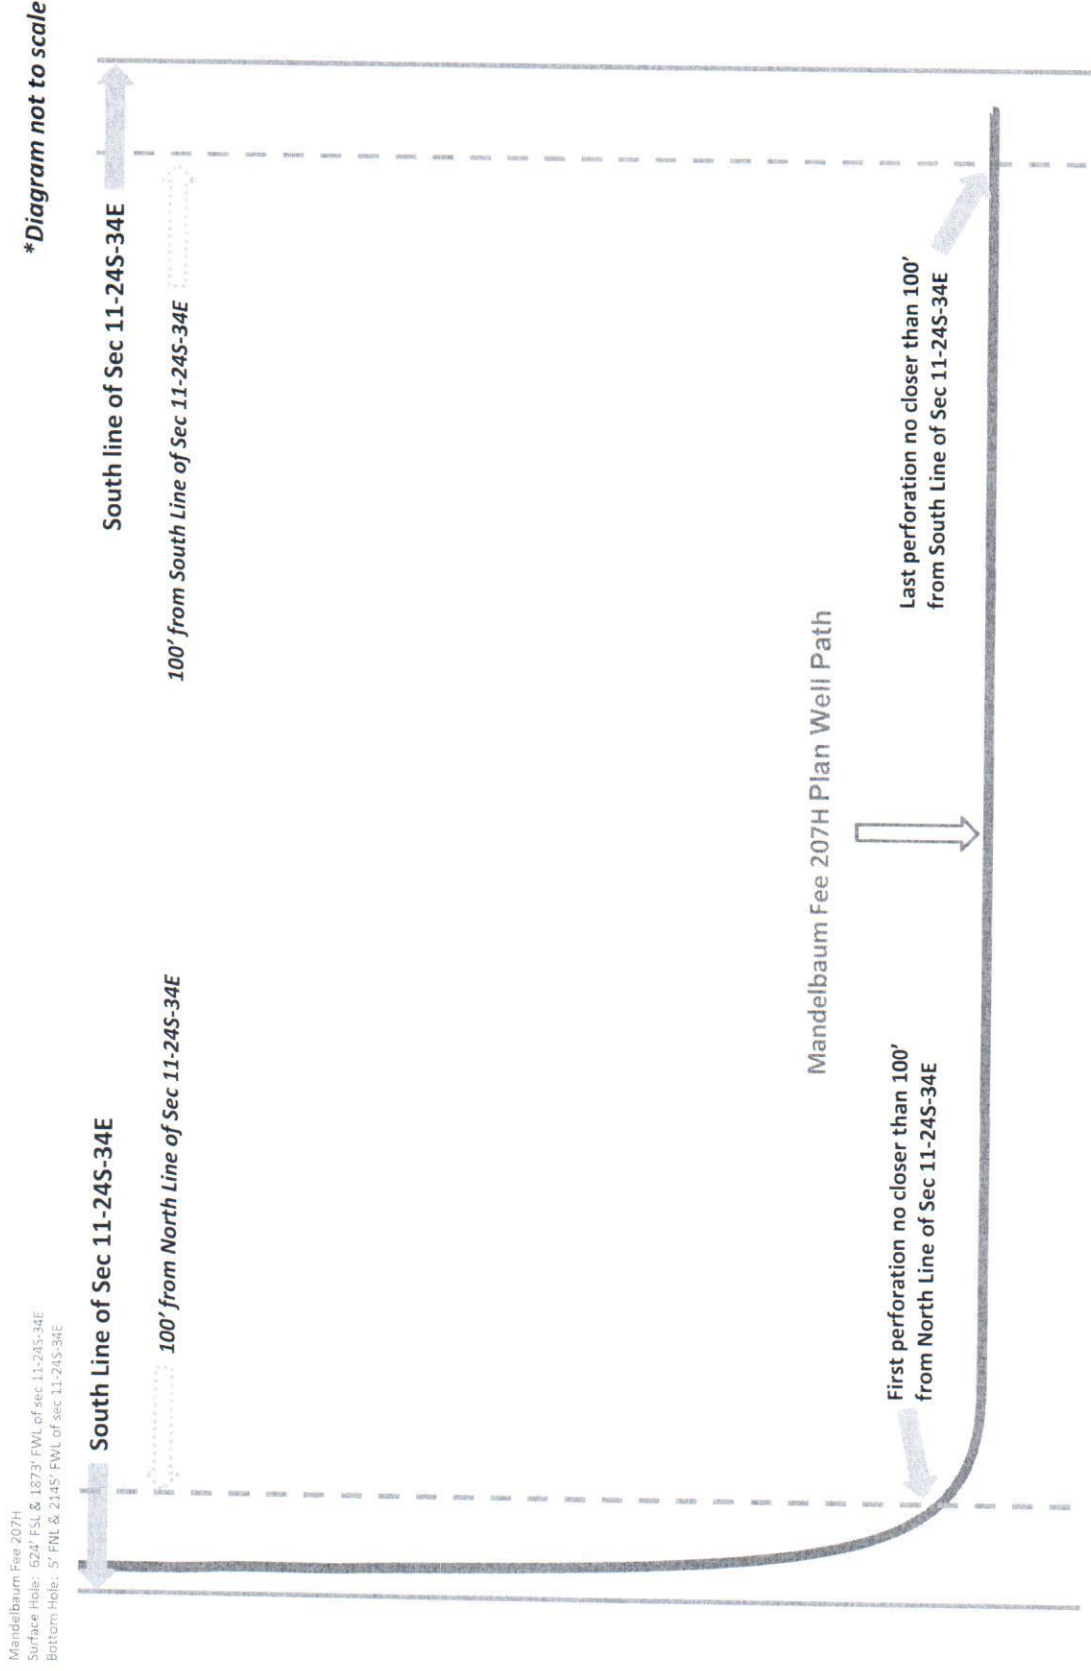 Mandelbaum Fee 207H
Surface Hole: 624' FSL & 1873' FWL of sec 11-24S-34E
Bottom Hole: 5' FNL & 2145' FWL of sec 11-24S-34E
*Diagram not to scale
South Line of Sec 11-24S-34E
South line of Sec 11-24S-34E
100' from North Line of Sec 11-24S-34E
100' from South Line of Sec 11-24S-34E
Mandelbaum Fee 207H Plan Well Path
First perforation no closer than 100'
from North Line of Sec 11-24S-34E
Last perforation no closer than 100'
from South Line of Sec 11-24S-34E